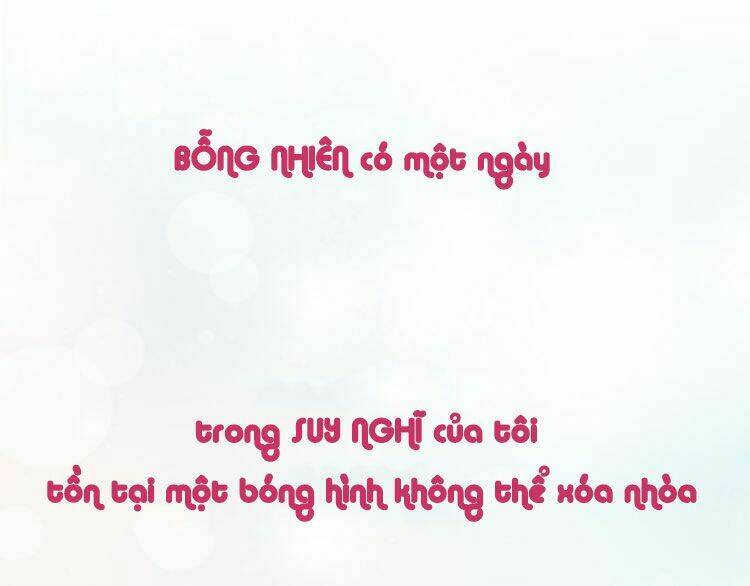 BỖNG NHIÊN có một ngày
trong SUY NGHĨ của tôi
tồn tại một bóng hình không thể xóa nhòa